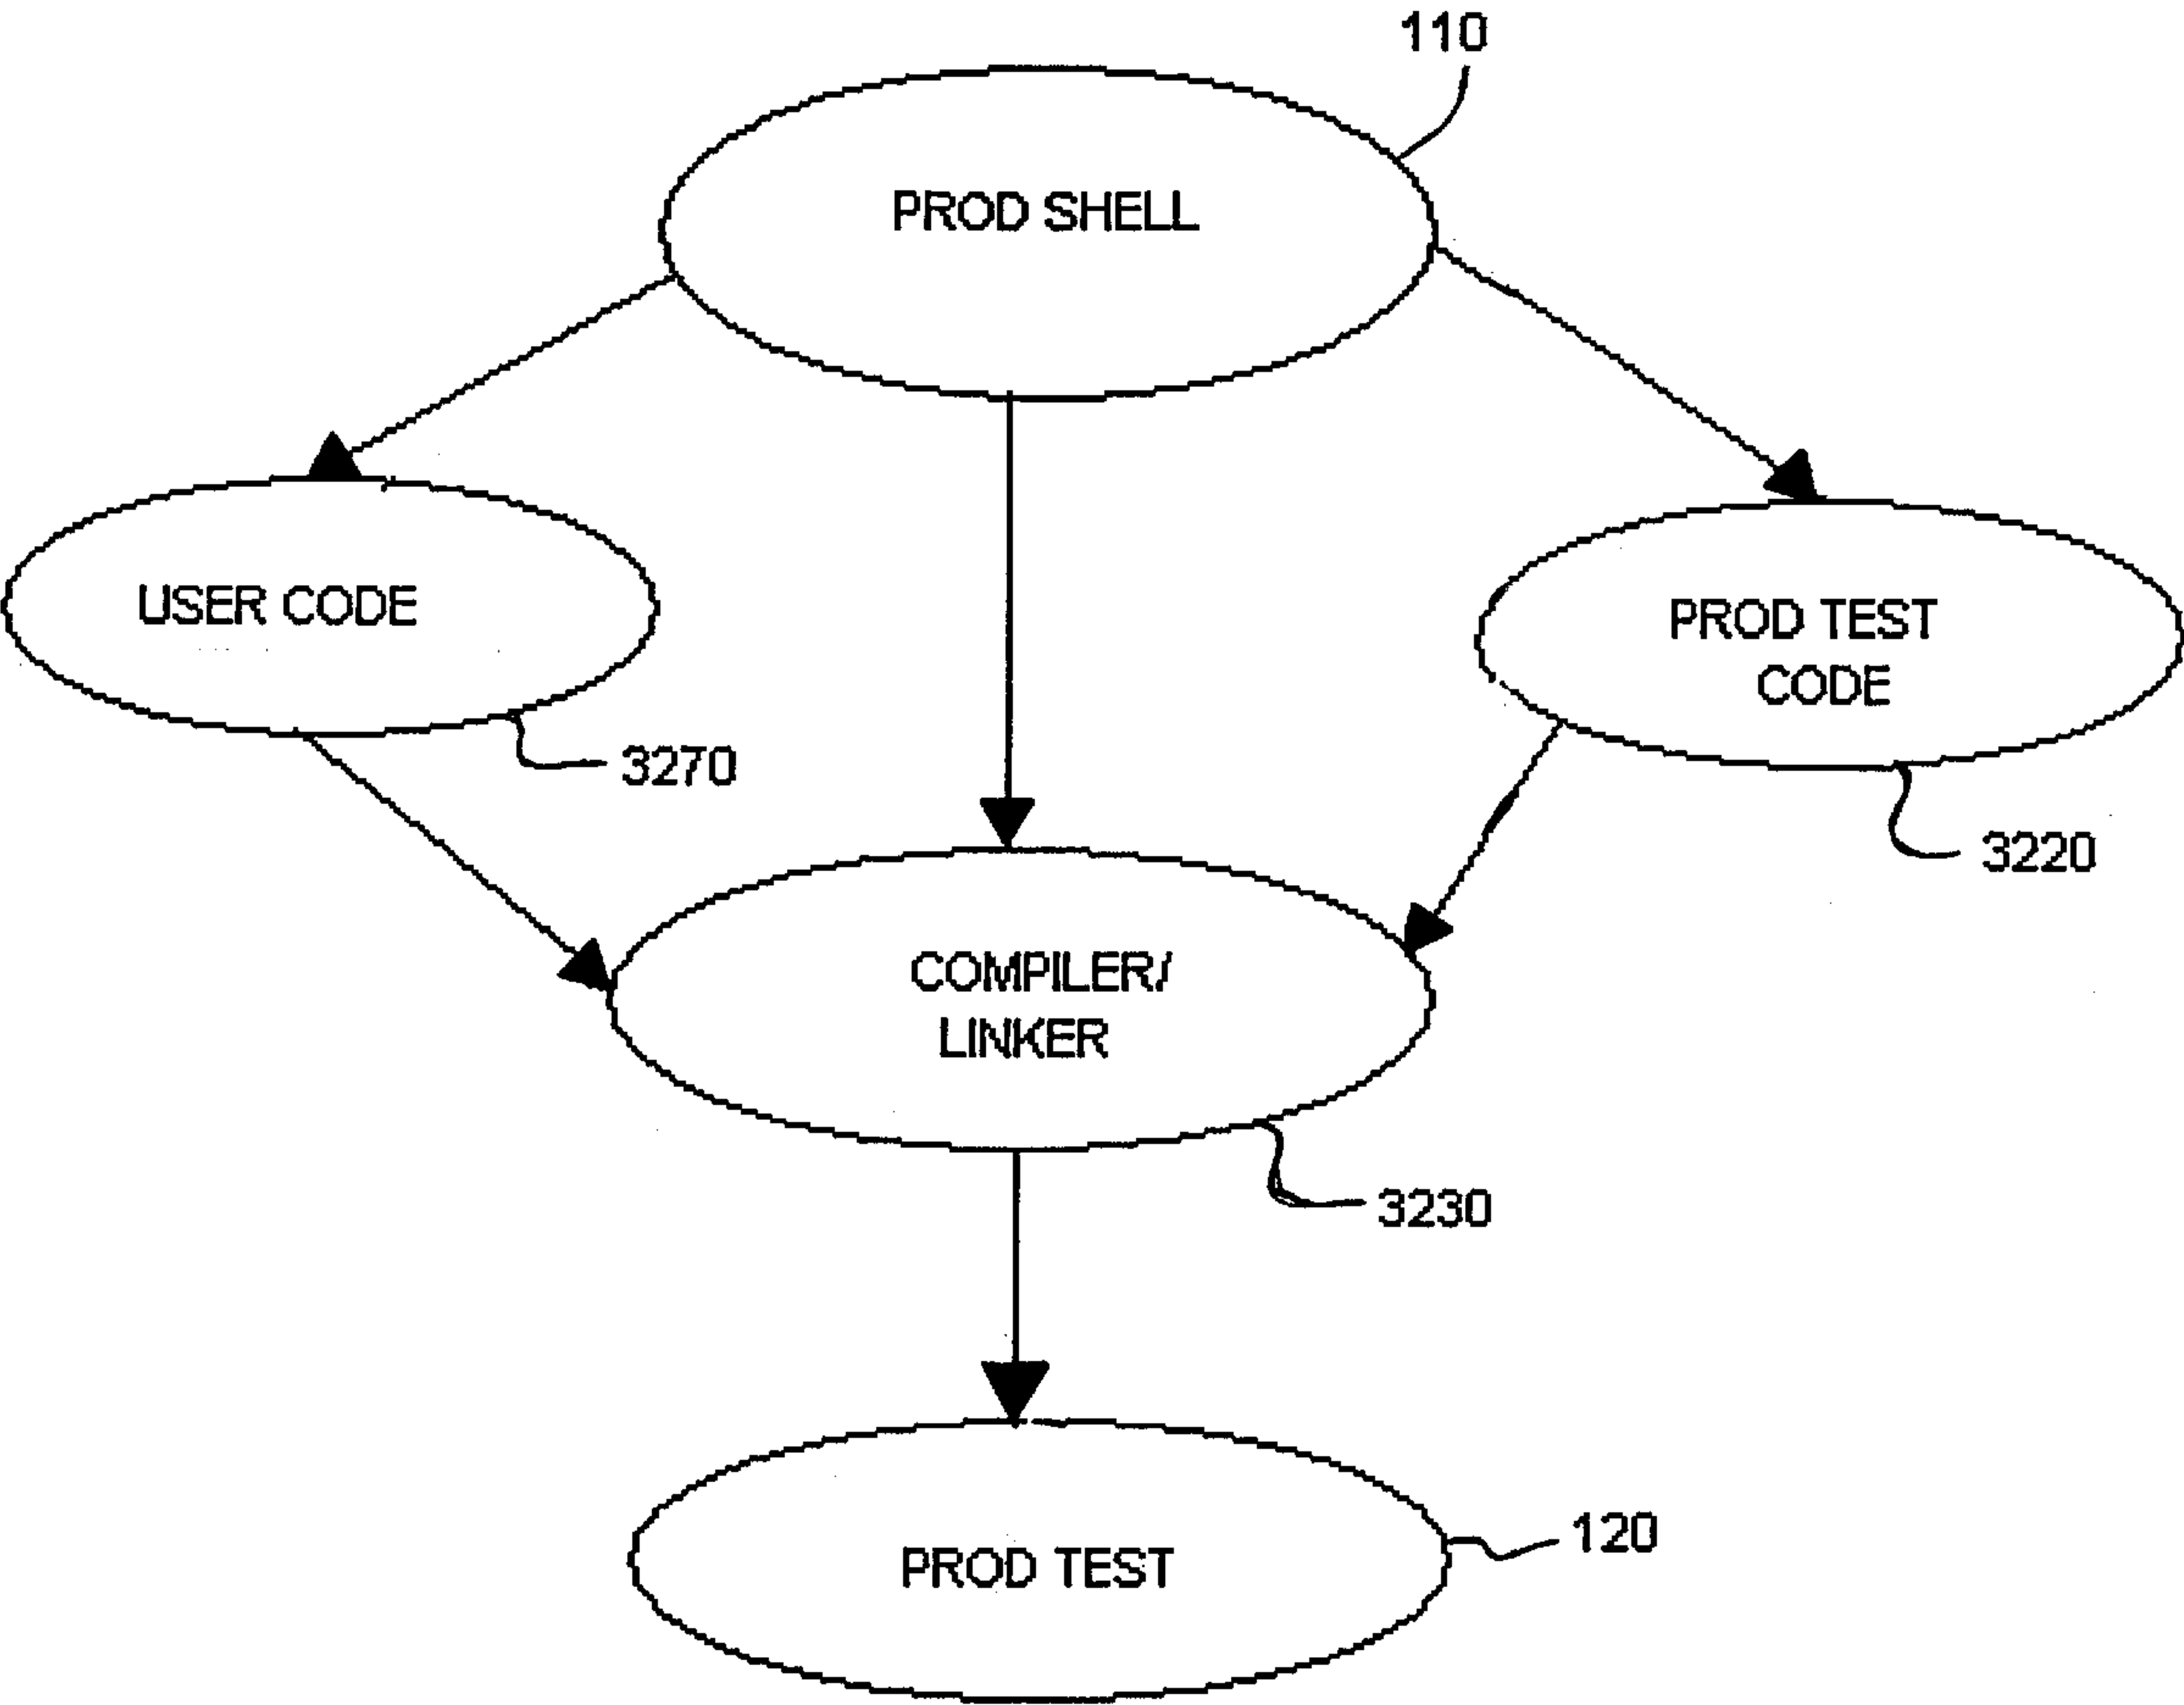 110
PROD SHELL
USER CODE
PROD TEST
CODE
3270
3220
COMPILER/
LINKER
3230
120
PROD TEST